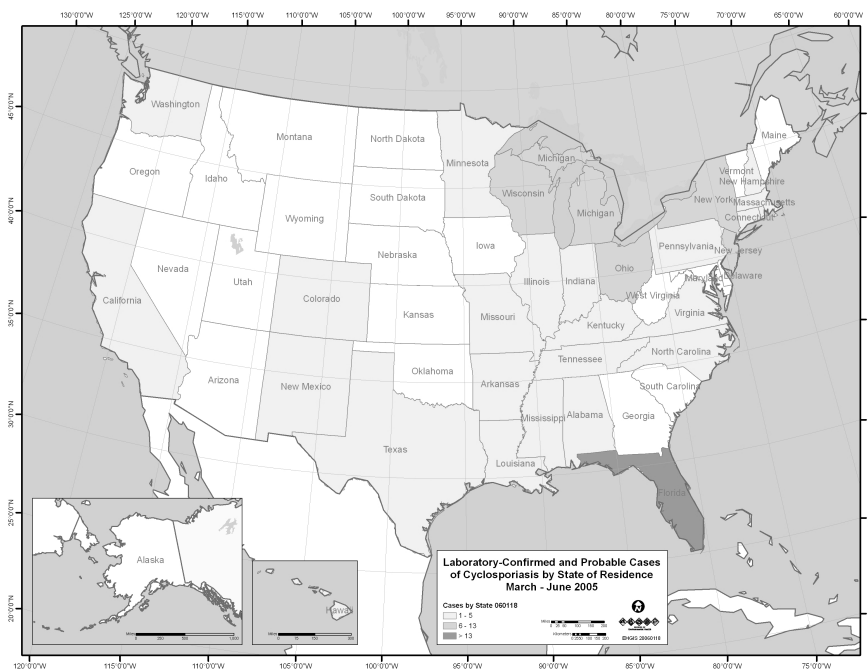 130°0'0"W 125°0'0"W 120°0'0"W 115°0'0"W 110°0'0"W 105°0'0"W 100°0'0"W 95°0'0"W 90°0'0"W 85°0'0"W 80°0'0"W 75°0'0"W 70°0'0"W 65°0'0"W 60°0'0"W
45°0'0"N
40°0'0"N
35°0'0"N
30°0'0"N
25°0'0"N
20°0'0"N
Washington
Montana
North Dakota
Minnesota
Michigan
Maine
Oregon
Idaho
Wyoming
South Dakota
Wisconsin
Michigan
Vermont
New Hampshire
New York
Massachusetts
Connecticut
Nevada
Utah
Colorado
Nebraska
Iowa
Illinois
Indiana
Ohio
Pennsylvania
New Jersey
Maryland
Delaware
California
Kansas
Missouri
Kentucky
West Virginia
Virginia
Arizona
New Mexico
Oklahoma
Arkansas
Tennessee
North Carolina
South Carolina
Texas
Louisiana
Mississippi
Alabama
Georgia
Florida
Alaska
Hawaii
Laboratory-Confirmed and Probable Cases
of Cyclosporiasis by State of Residence
March - June 2005
Cases by State 060118
1 - 5
6 - 13
> 13
EHGIS 20060118
120°0'0"W 115°0'0"W 110°0'0"W 105°0'0"W 100°0'0"W 95°0'0"W 90°0'0"W 85°0'0"W 80°0'0"W 75°0'0"W